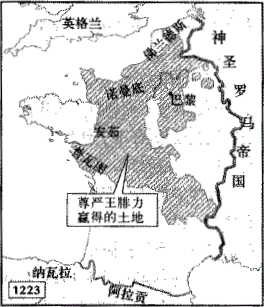 英格兰
佛兰德斯
神圣罗马帝国
诺曼底
巴黎
安茹
普瓦图
尊严王腓力
赢得的土地
1223
纳瓦拉
阿拉贡